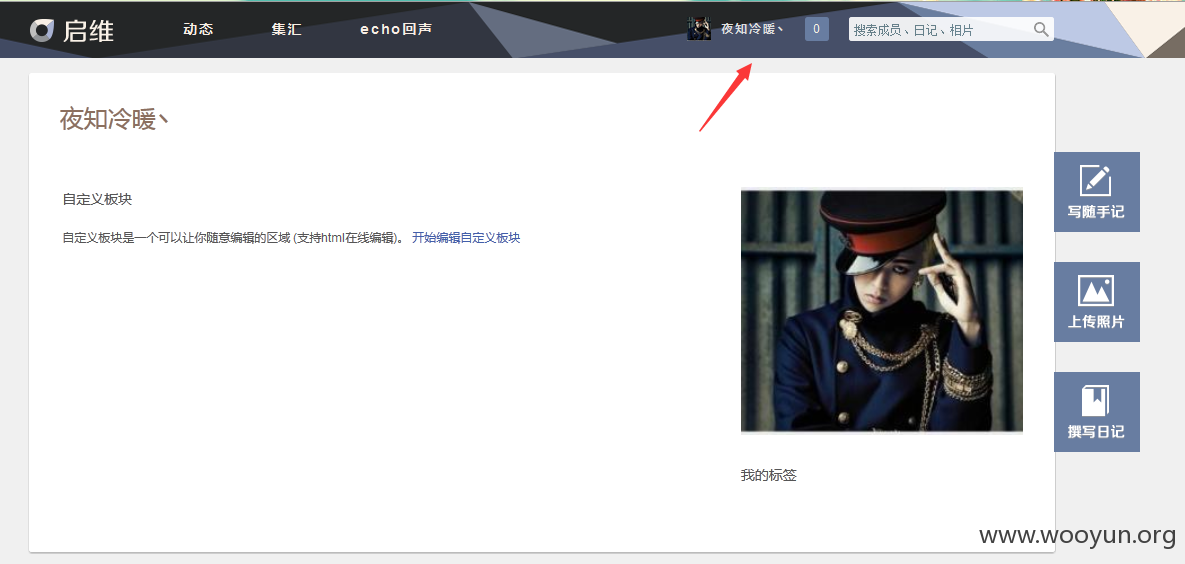 启维
动态 集汇 echo回声 夜知冷暖丶 0 搜索成员、日记、相片
夜知冷暖丶
自定义板块
自定义板块是一个可以让你随意编辑的区域 (支持html在线编辑)。 开始编辑自定义板块
写随手记
上传照片
撰写日记
我的标签
www.wooyun.org